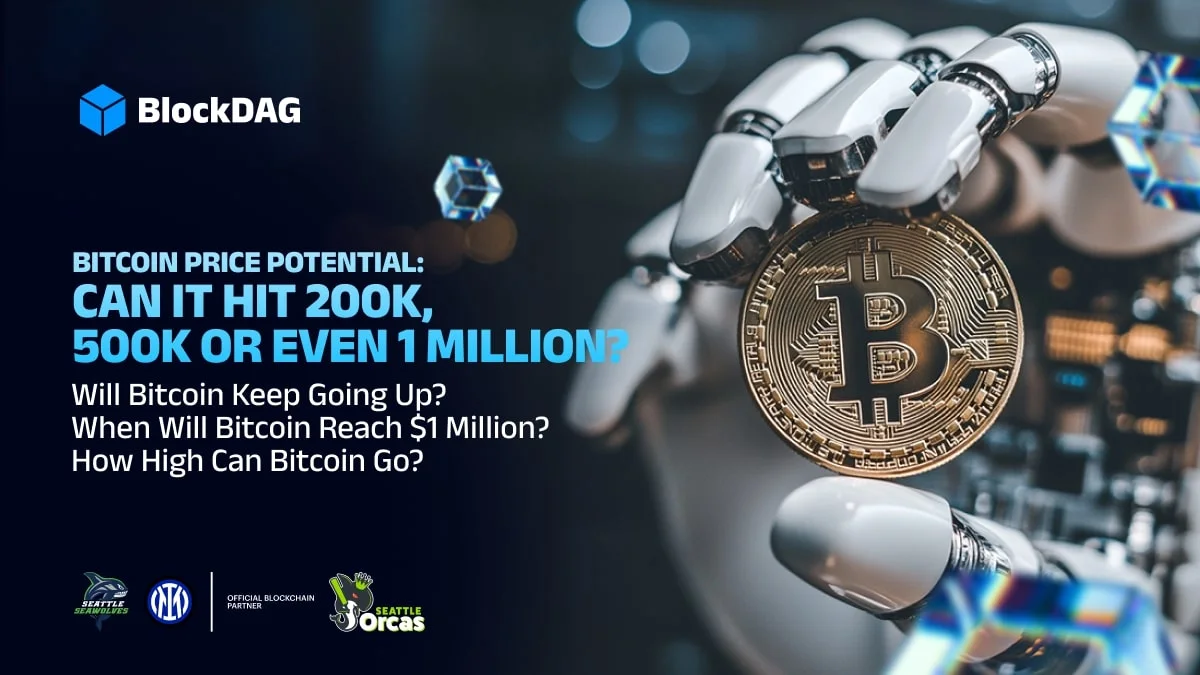 BlockDAG
BITCOIN PRICE POTENTIAL:
CAN IT HIT 200K,
500K OR EVEN 1 MILLION?
Will Bitcoin Keep Going Up?
When Will Bitcoin Reach $1 Million?
How High Can Bitcoin Go?
SEATTLE
SEAWOLVES
OFFICIAL BLOCKCHAIN
PARTNER
SEATTLE
Orcas